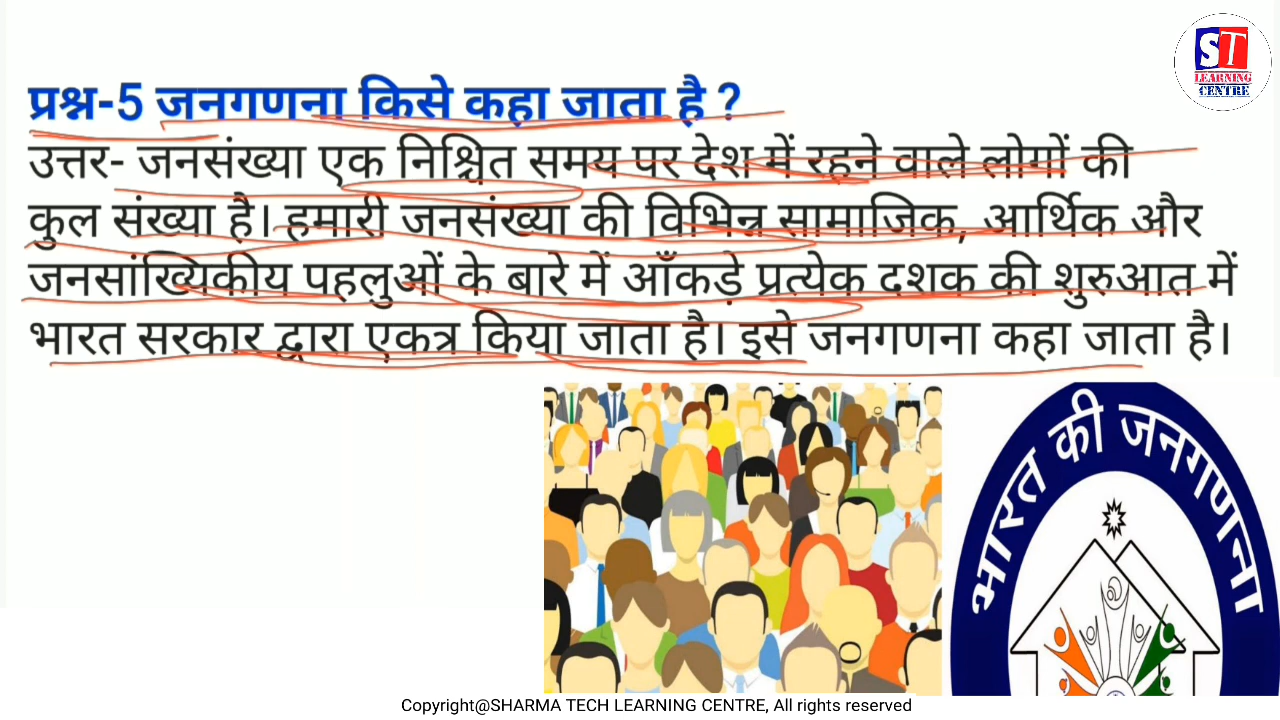 ST
LEARNING
CENTRE
प्रश्न-5 जनगणना किसे कहा जाता है ?
उत्तर- जनसंख्या एक निश्चित समय पर देश में रहने वाले लोगों की
कुल संख्या है। हमारी जनसंख्या की विभिन्न सामाजिक, आर्थिक और
जनसांख्यिकीय पहलुओं के बारे में आँकड़े प्रत्येक दशक की शुरुआत में
भारत सरकार द्वारा एकत्र किया जाता है। इसे जनगणना कहा जाता है।
भारत की जनगणना
Copyright@SHARMA TECH LEARNING CENTRE, All rights reserved